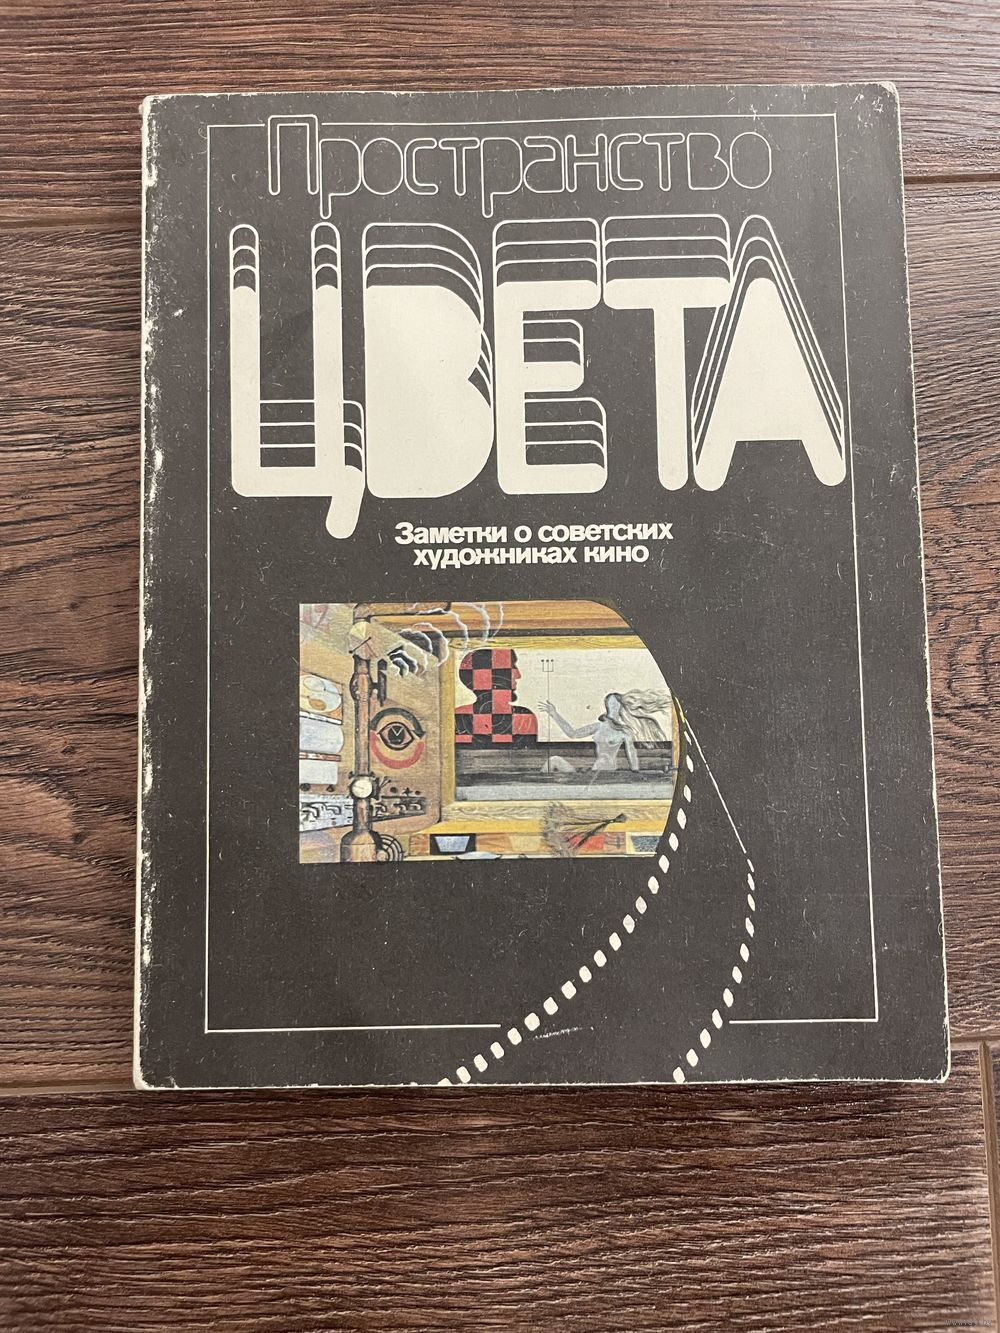 Пространство
ЦВЕТА
Заметки о советских
художниках кино